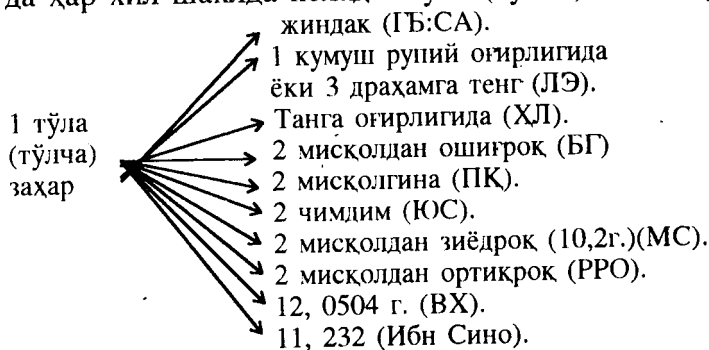 да ҳар хил шаклда
жиндак (ГБ:СА).
1 кумуш рупий оғирлигида
ёки 3 драҳамга тенг (ЛЭ).
1 тўла
(тўлча)
заҳар
Танга оғирлигида (ҲЛ).
2 мисқолдан ошиғроқ (БГ)
2 мисқолгина (ПҚ).
2 чимдим (ЮС).
2 мисқолдан зиёдроқ (10,2г.)(МС).
2 мисқолдан ортиқроқ (РРО).
12, 0504 г. (ВХ).
11, 232 (Ибн Сино).